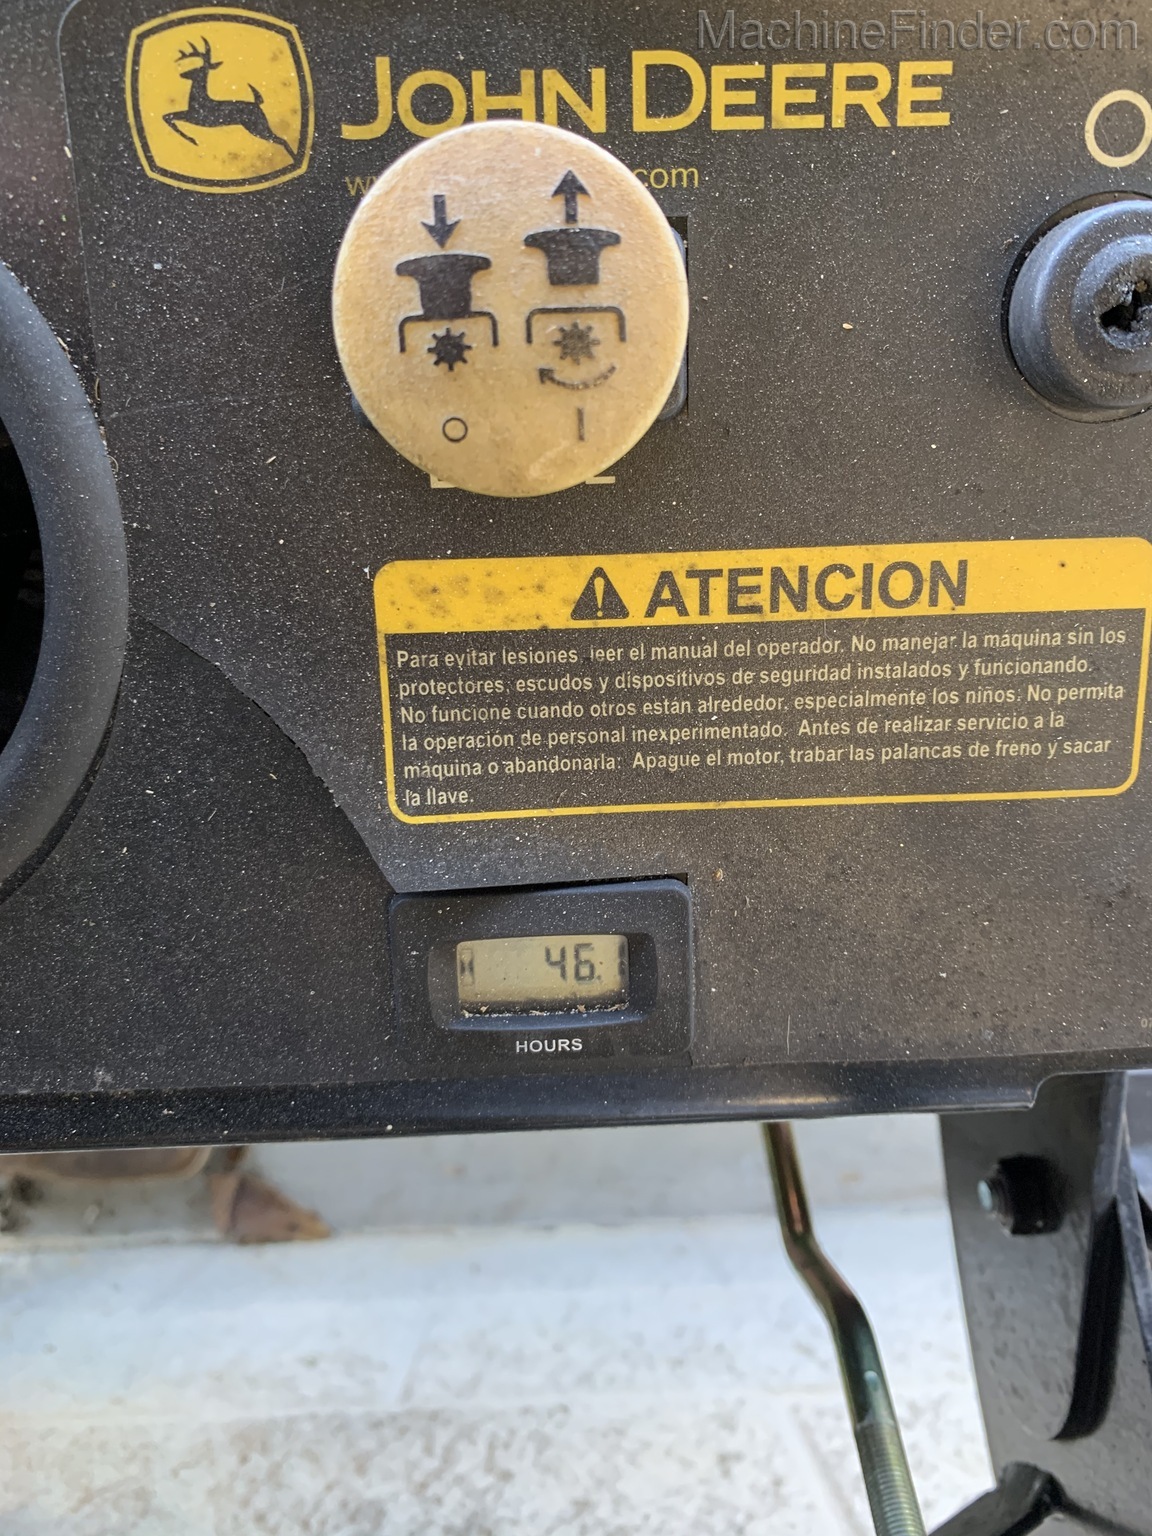 MachineFinder.com
JOHN DEERE
.com
O
ATENCION
Para evitar lesiones, leer el manual del operador. No manejar la máquina sin los
protectores, escudos y dispositivos de seguridad instalados y funcionando.
No funcione cuando otros están alrededor, especialmente los niños. No permita
la operación de personal inexperimentado. Antes de realizar servicio a la
máquina o abandonarla: Apague el motor, trabar las palancas de freno y sacar
la llave.
46.1
HOURS